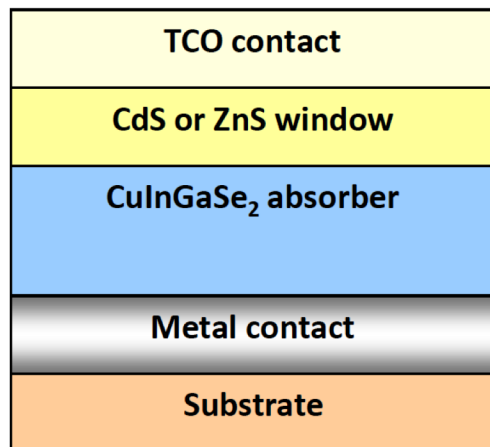 TCO contact
CdS or ZnS window
CuInGaSe₂ absorber
Metal contact
Substrate